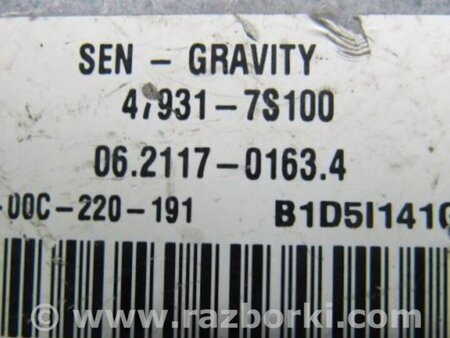 SEN - GRAVITY
47931-7S100
06.2117-0163.4
-00C-220-191 B1D5I141
© www.razborki.com